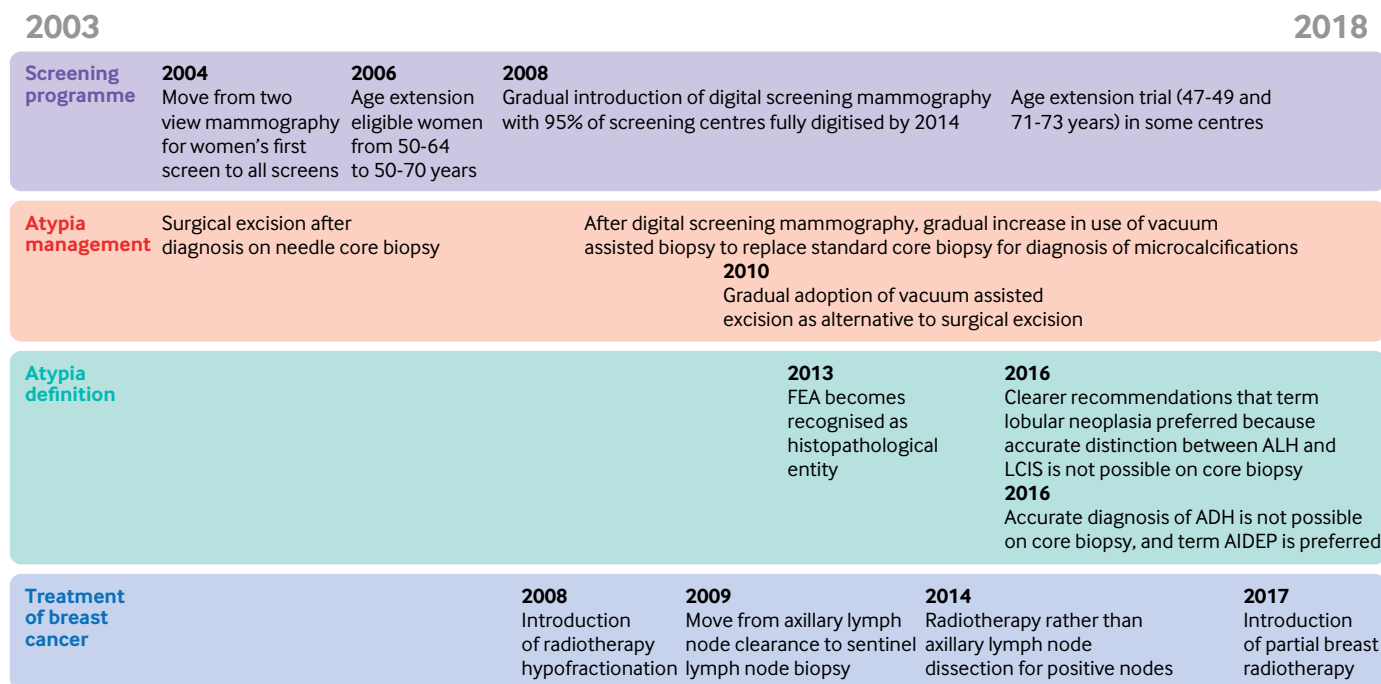 2003
2018
Screening
programme
2004
Move from two
view mammography
for women's first
screen to all screens
2006
Age extension
eligible women
from 50-64
to 50-70 years
2008
Gradual introduction of digital screening mammography
with 95% of screening centres fully digitised by 2014
Age extension trial (47-49 and
71-73 years) in some centres
Atypia
management
Surgical excision after
diagnosis on needle core biopsy
After digital screening mammography, gradual increase in use of vacuum
assisted biopsy to replace standard core biopsy for diagnosis of microcalcifications
2010
Gradual adoption of vacuum assisted
excision as alternative to surgical excision
Atypia
definition
2013
FEA becomes
recognised as
histopathological
entity
2016
Clearer recommendations that term
lobular neoplasia preferred because
accurate distinction between ALH and
LCIS is not possible on core biopsy
2016
Accurate diagnosis of ADH is not possible
on core biopsy, and term AIDEP is preferred
Treatment
of breast
cancer
2008
Introduction
of radiotherapy
hypofractionation
2009
Move from axillary lymph
node clearance to sentinel
lymph node biopsy
2014
Radiotherapy rather than
axillary lymph node
dissection for positive nodes
2017
Introduction
of partial breast
radiotherapy